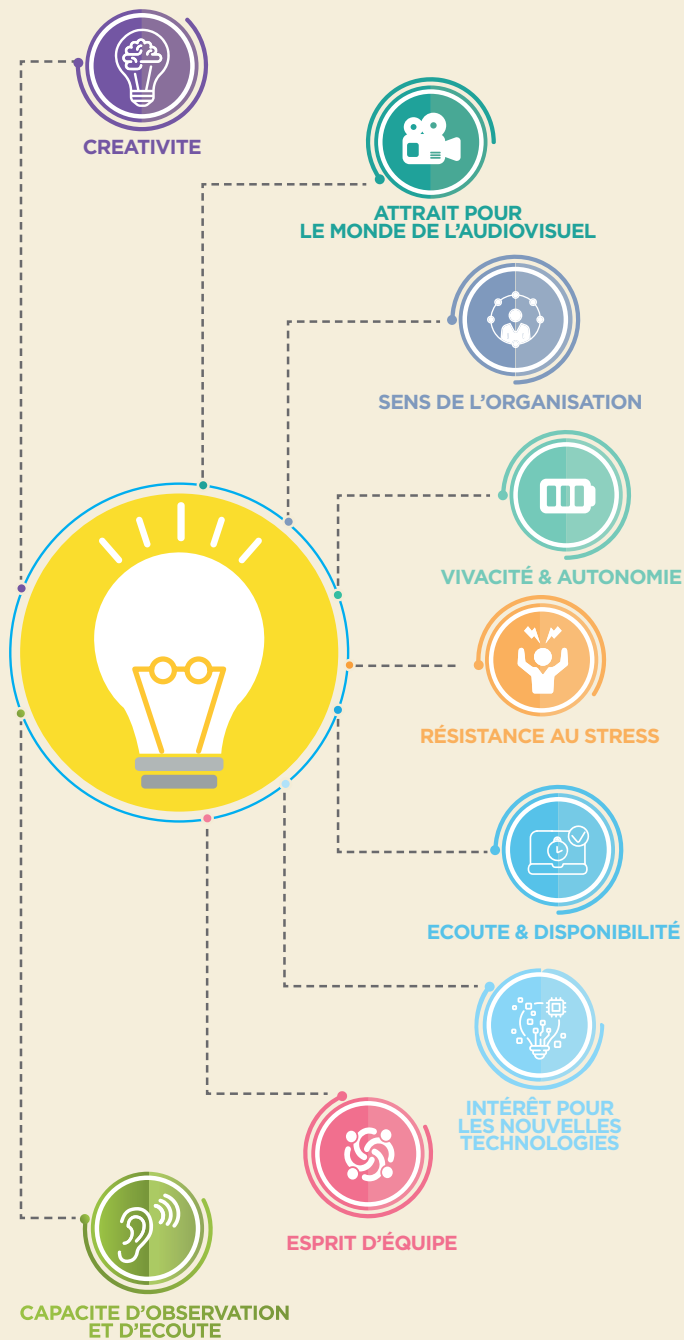 CREATIVITE
ATTRAIT POUR
LE MONDE DE L'AUDIOVISUEL
SENS DE L'ORGANISATION
VIVACITÉ & AUTONOMIE
RÉSISTANCE AU STRESS
ECOUTE & DISPONIBILITÉ
INTÉRÊT POUR
LES NOUVELLES
TECHNOLOGIES
ESPRIT D'ÉQUIPE
CAPACITE D'OBSERVATION
ET D'ECOUTE